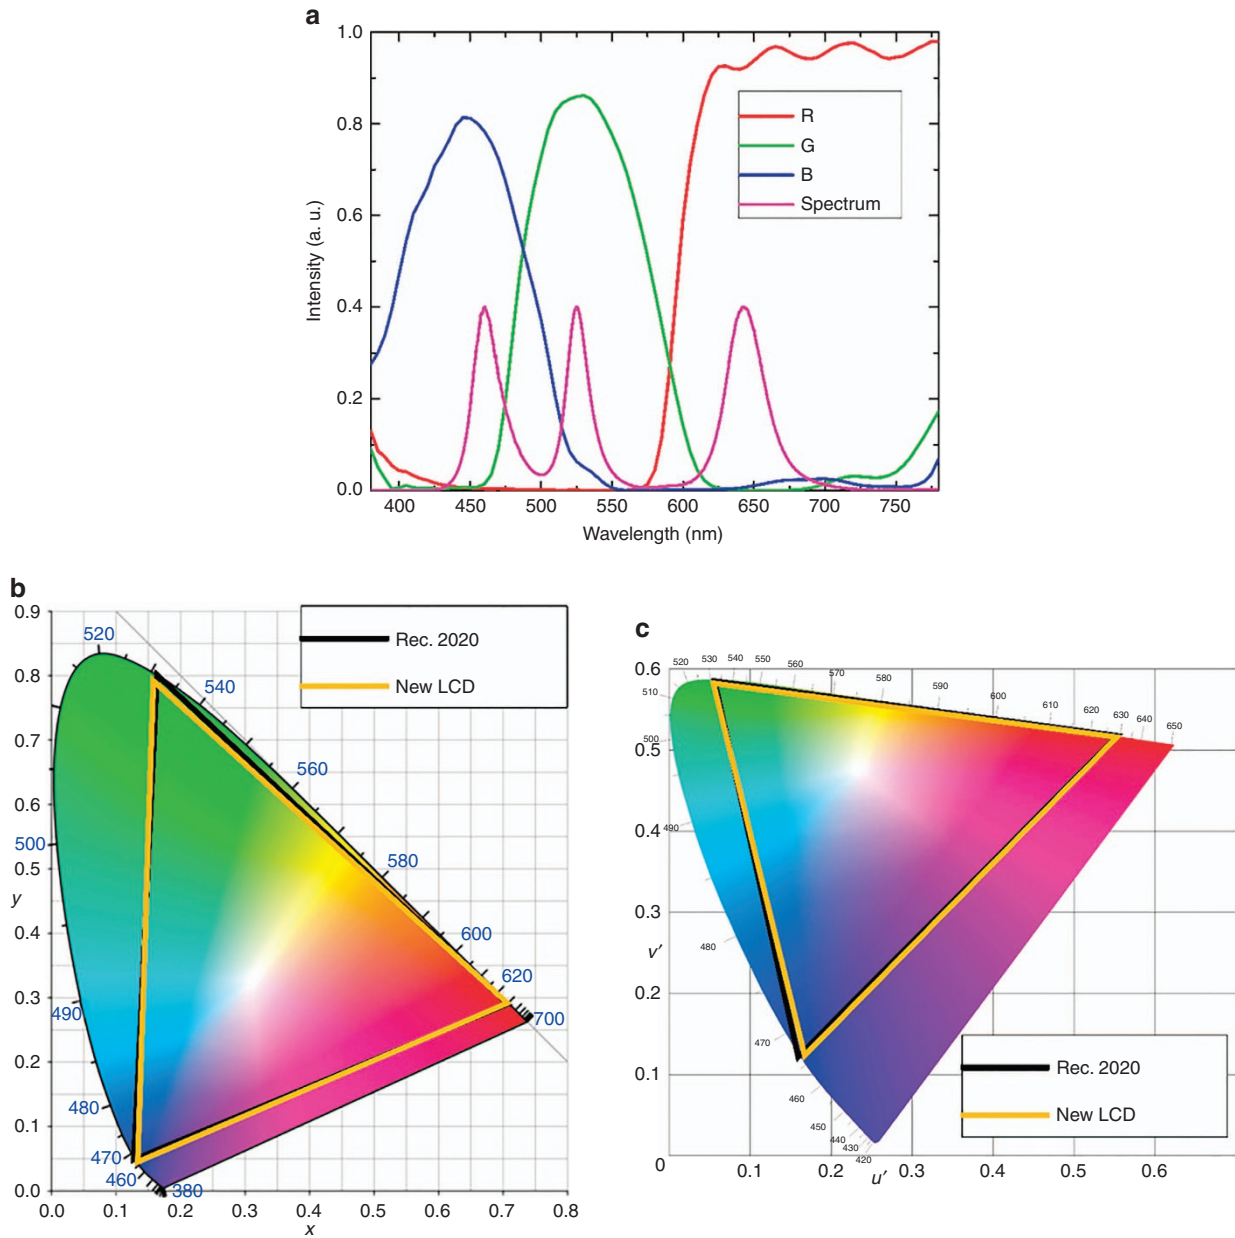 a
1.0
0.8
0.6
0.4
0.2
0.0
Intensity (a. u.)
R
G
B
Spectrum
400 450 500 550 600 650 700 750
Wavelength (nm)
b
0.9
0.8
0.7
0.6
0.5
0.4
0.3
0.2
0.1
0.0
y
Rec. 2020
New LCD
520
540
560
580
600
620
700
500
490
480
470
460
380
0.0 0.1 0.2 0.3 0.4 0.5 0.6 0.7 0.8
x
c
0.6
0.5
0.4
0.3
0.2
0.1
0
v′
520 530 540 550 560 570 580 590 600 610 620 630 640 650
510
500
490
480
470
460
450
440
430
420
Rec. 2020
New LCD
0.1 0.2 0.3 0.4 0.5 0.6
u′